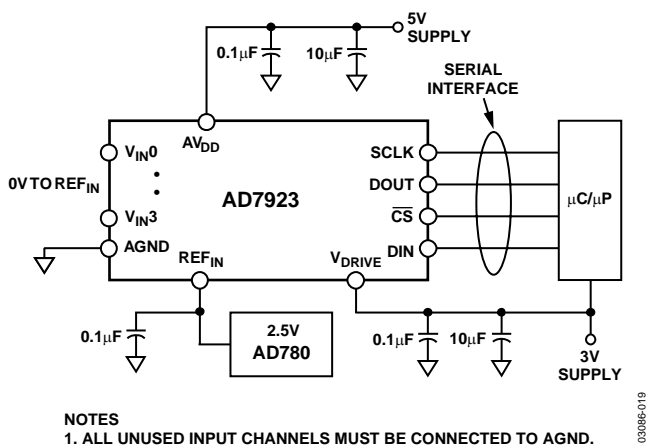 5V
SUPPLY
0.1μF
10μF
SERIAL
INTERFACE
AVDD
VIN0
SCLK
0V TO REFIN
DOUT
AD7923
μC/μP
VIN3
CS
AGND
DIN
REFIN
VDRIVE
0.1μF
2.5V
AD780
0.1μF
10μF
3V
SUPPLY
NOTES
1. ALL UNUSED INPUT CHANNELS MUST BE CONNECTED TO AGND.
03086-019